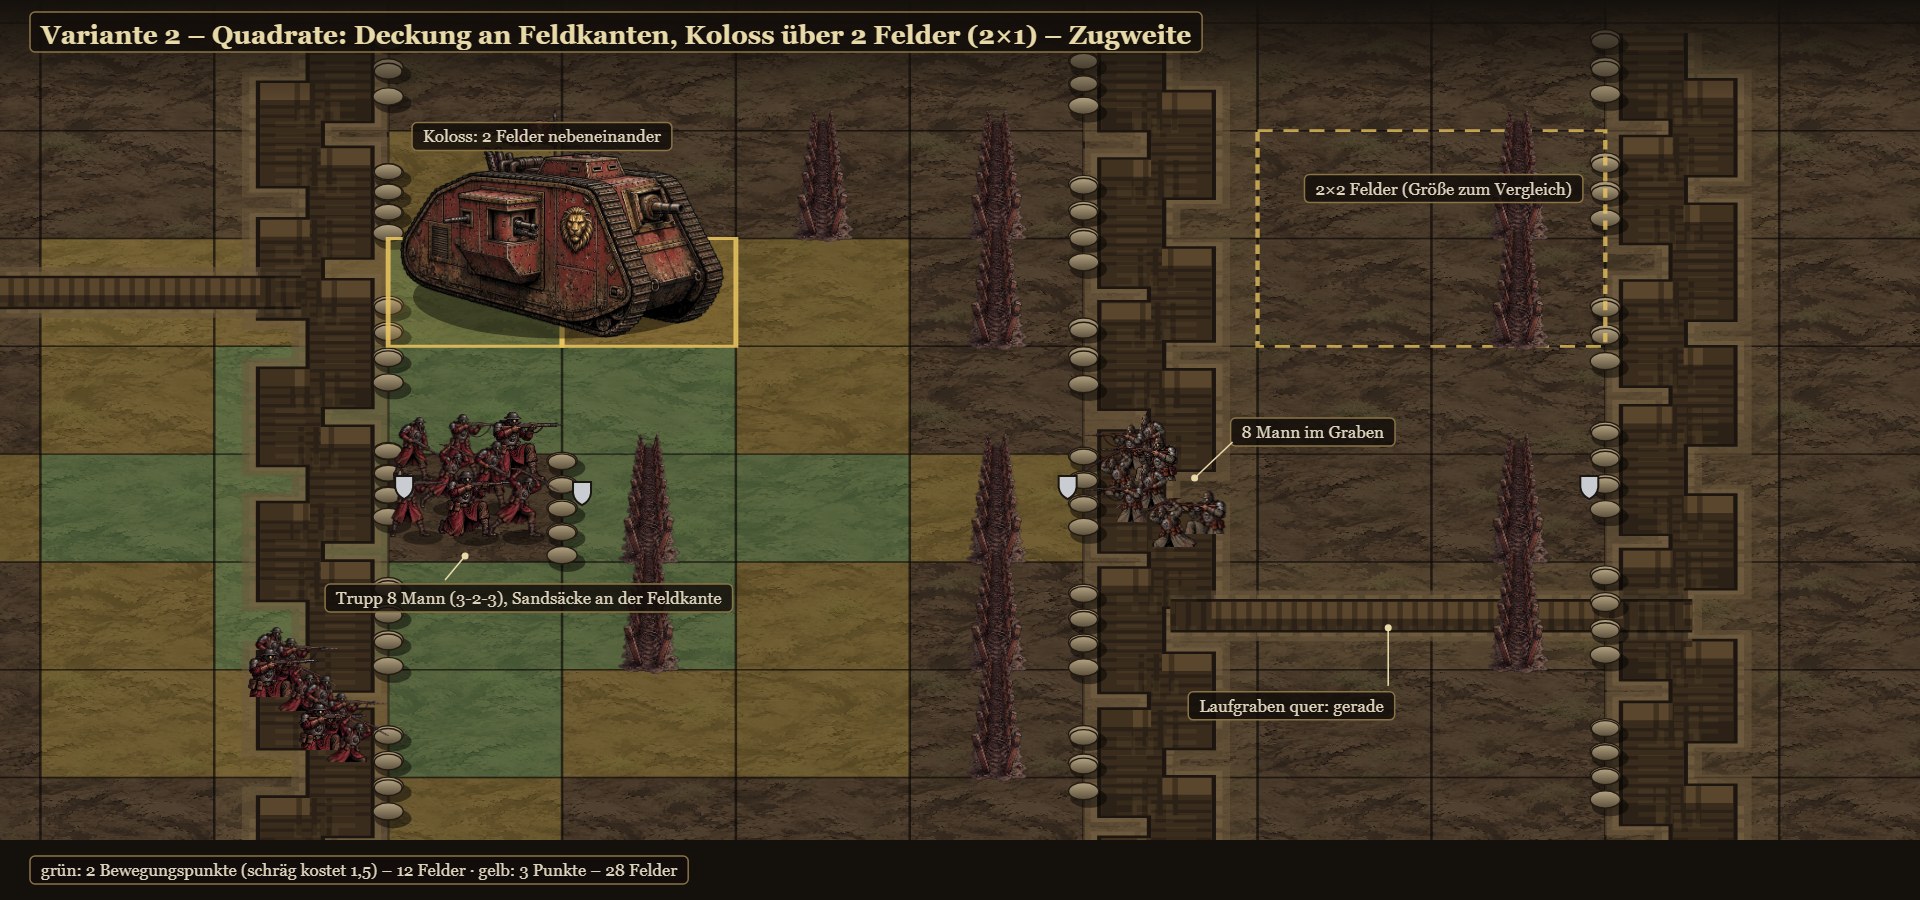 Variante 2 – Quadrate: Deckung an Feldkanten, Koloss über 2 Felder (2×1) – Zugweite
Koloss: 2 Felder nebeneinander
2×2 Felder (Größe zum Vergleich)
8 Mann im Graben
Trupp 8 Mann (3-2-3), Sandsäcke an der Feldkante
Laufgraben quer: gerade
grün: 2 Bewegungspunkte (schräg kostet 1,5) – 12 Felder · gelb: 3 Punkte – 28 Felder